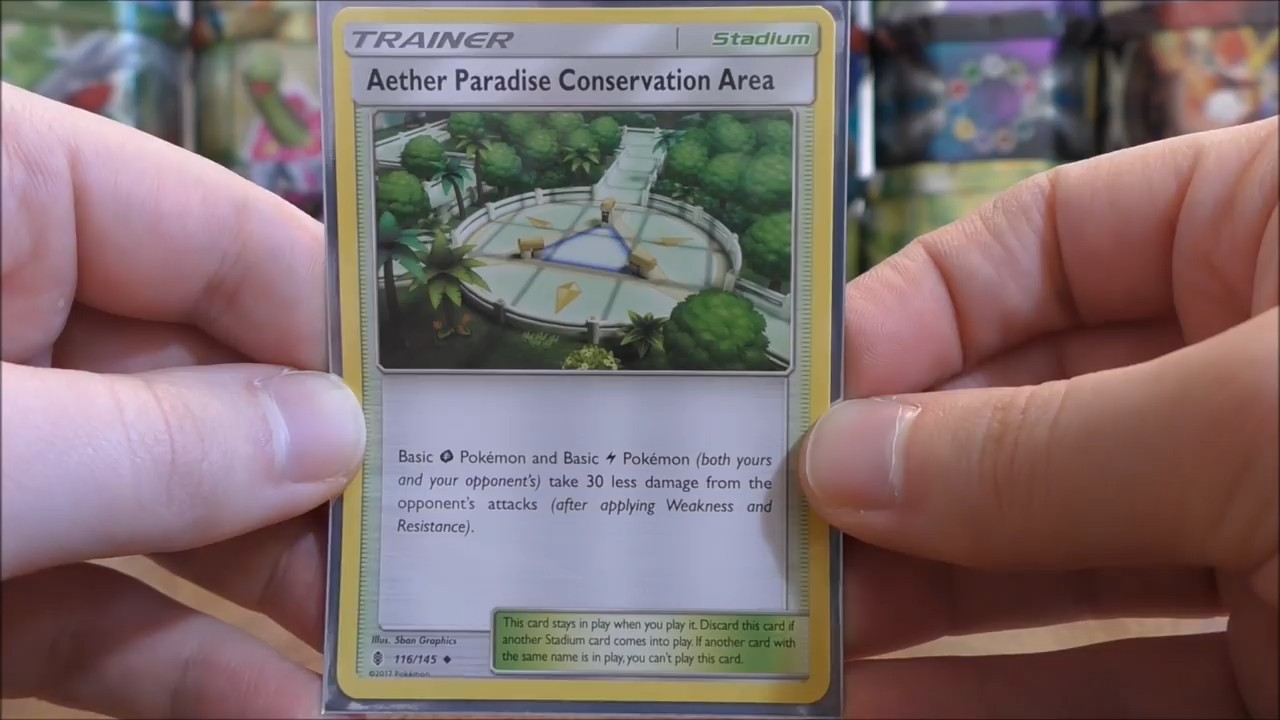 TRAINER Stadium
Aether Paradise Conservation Area
Basic Pokémon and Basic Pokémon (both yours
and your opponent's) take 30 less damage from the
opponent's attacks (after applying Weakness and
Resistance).
This card stays in play when you play it. Discard this card if
another Stadium card comes into play. If another card with
the same name is in play, you can't play this card.
Illus. 5ban Graphics
116/145
©2017 Pokémon